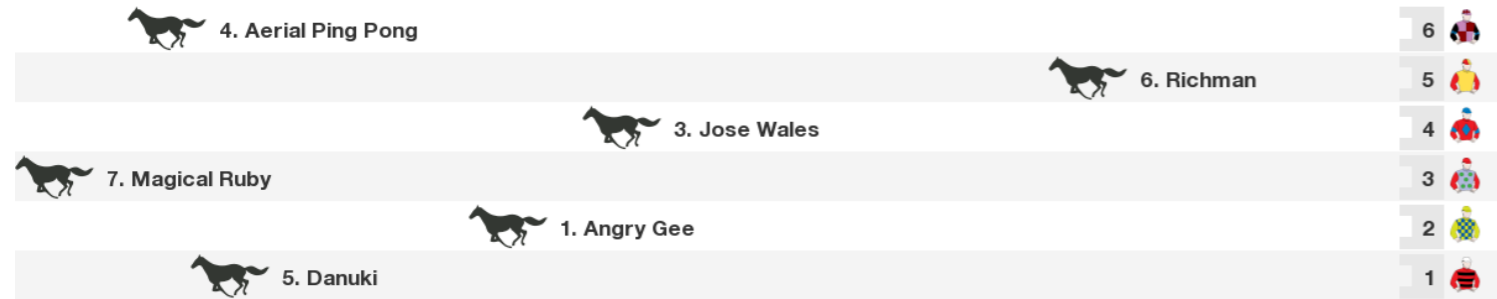 4. Aerial Ping Pong 6
6. Richman 5
3. Jose Wales 4
7. Magical Ruby 3
1. Angry Gee 2
5. Danuki 1